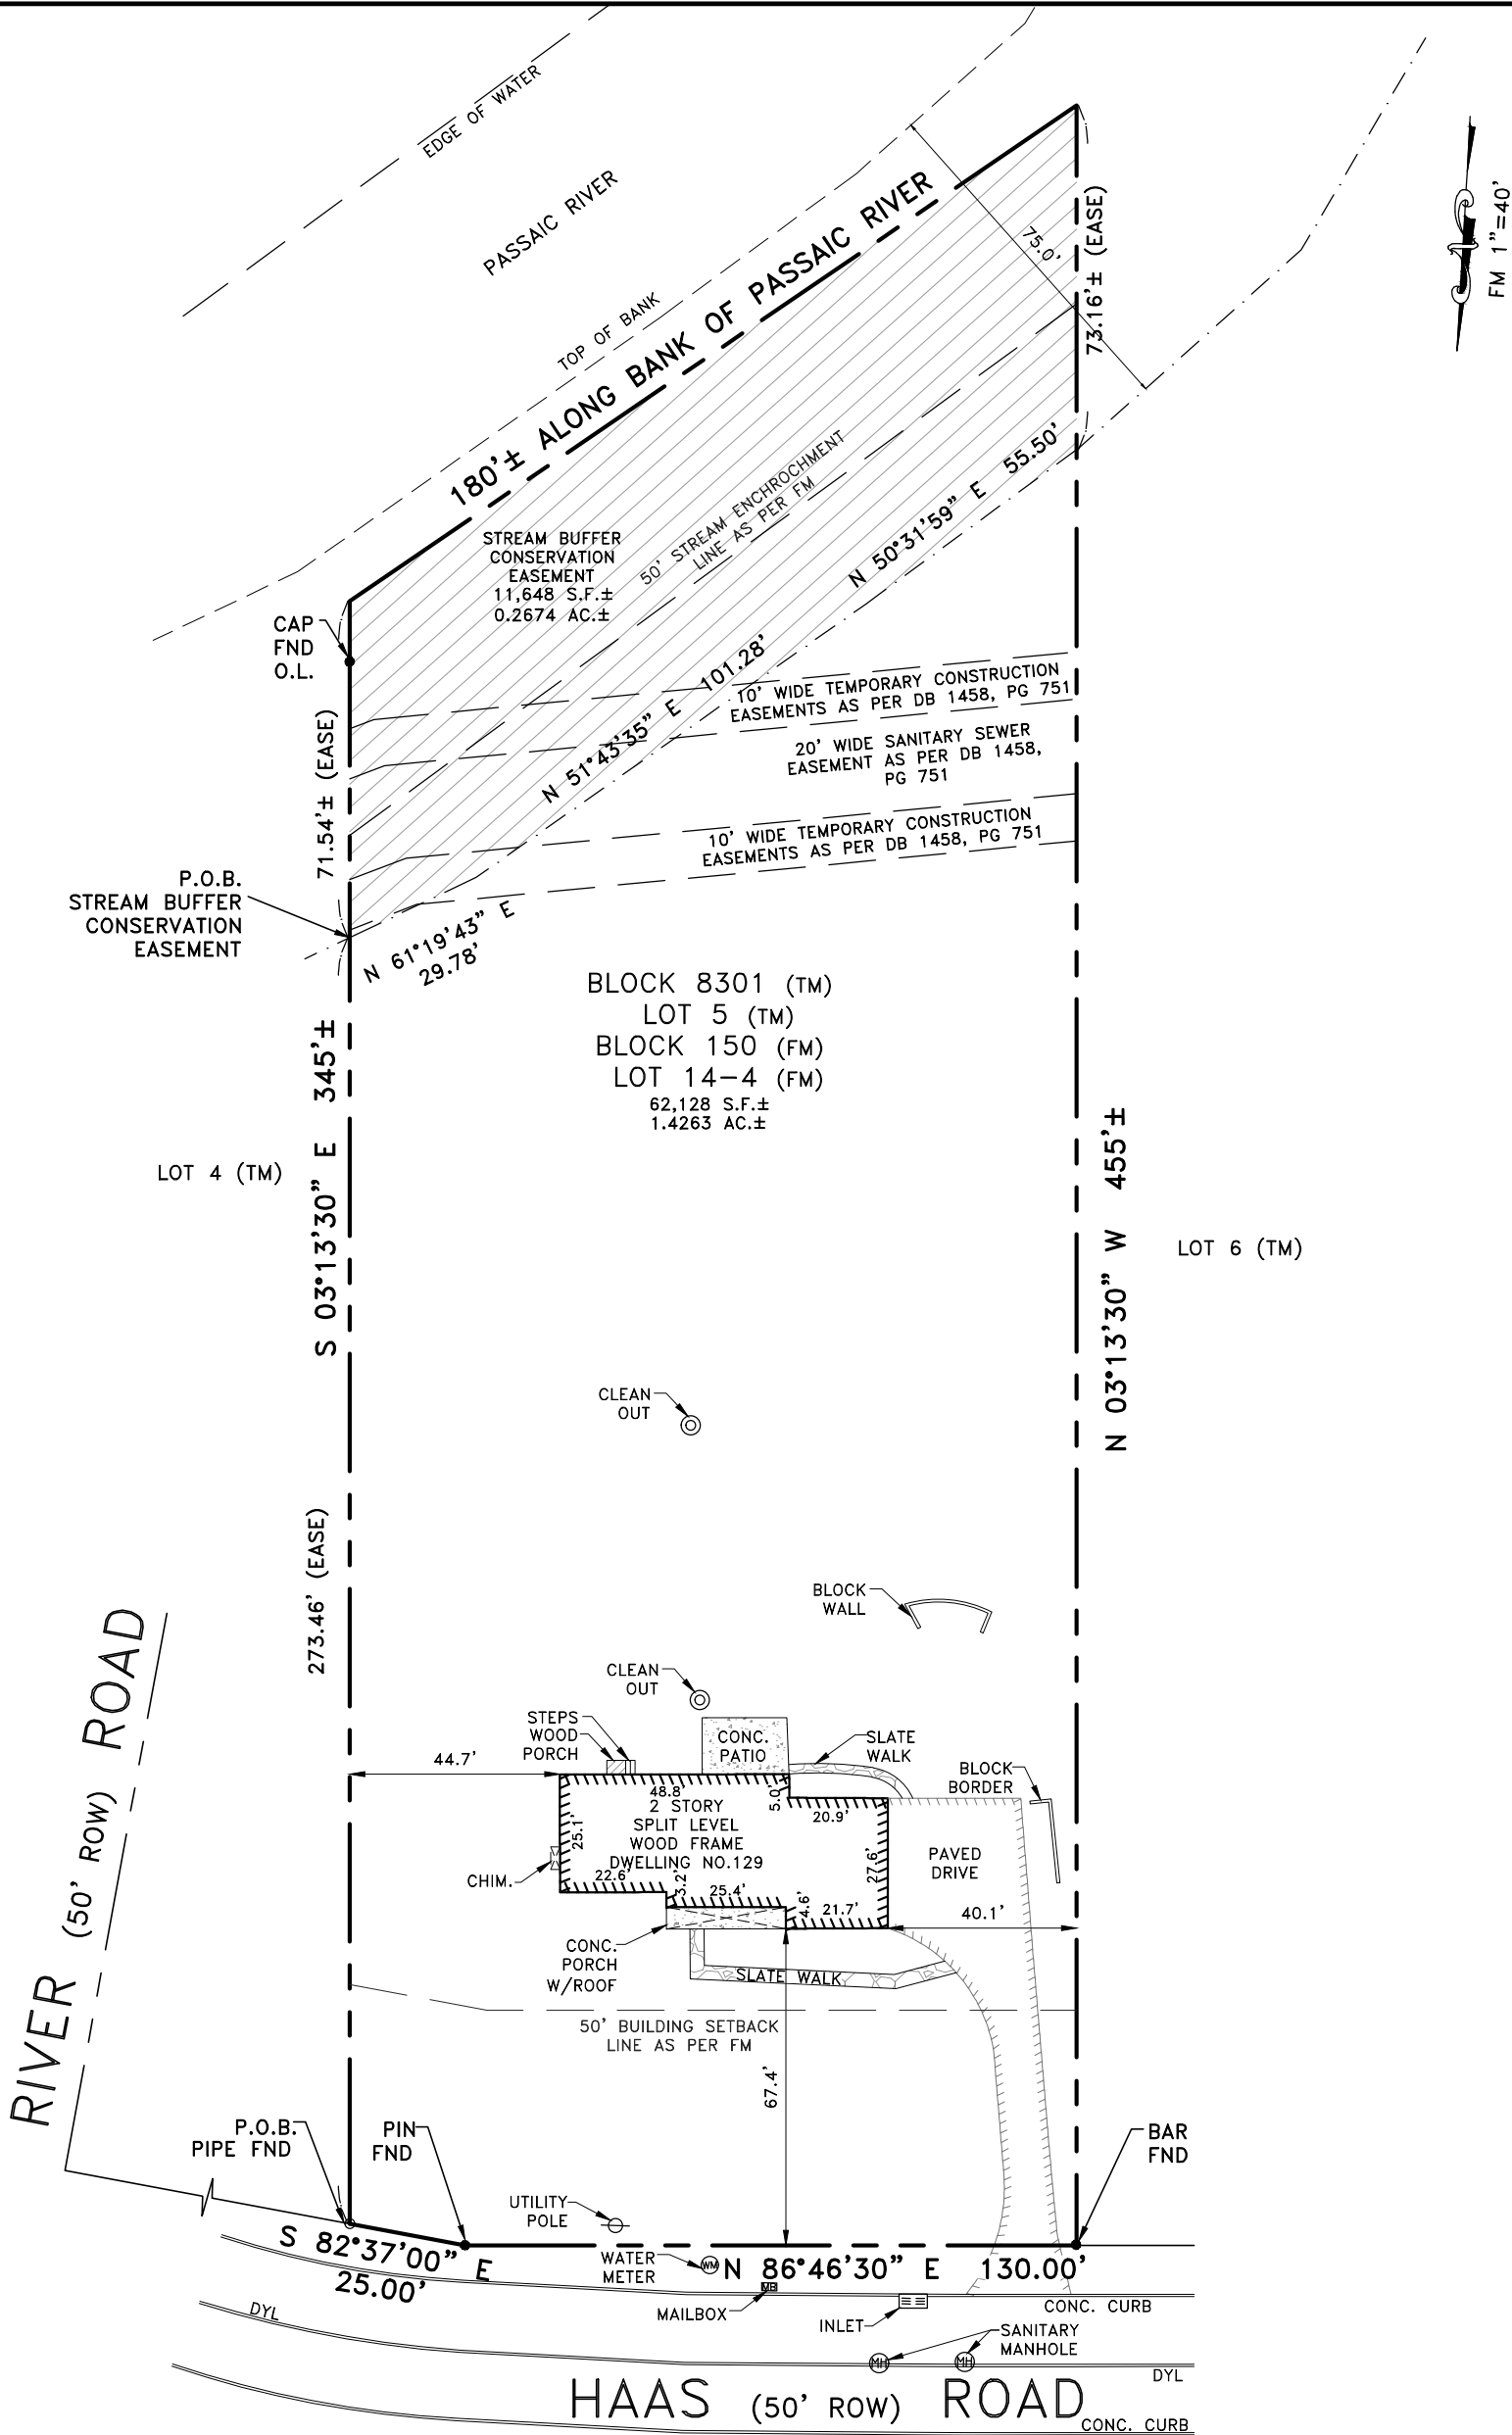 EDGE OF WATER
PASSAIC RIVER
TOP OF BANK
180'± ALONG BANK OF PASSAIC RIVER
75.0'
73.16'± (EASE)
FM 1"=40'
STREAM BUFFER
CONSERVATION
EASEMENT
11,648 S.F.±
0.2674 AC.±
50' STREAM ENCHROCHMENT
LINE AS PER FM
N 50°31'59" E 55.50'
CAP
FND
O.L.
N 51°43'35" E 101.28'
10' WIDE TEMPORARY CONSTRUCTION
EASEMENTS AS PER DB 1458, PG 751
20' WIDE SANITARY SEWER
EASEMENT AS PER DB 1458,
PG 751
71.54'± (EASE)
10' WIDE TEMPORARY CONSTRUCTION
EASEMENTS AS PER DB 1458, PG 751
P.O.B.
STREAM BUFFER
CONSERVATION
EASEMENT
N 61°19'43" E
29.78'
BLOCK 8301 (TM)
LOT 5 (TM)
BLOCK 150 (FM)
LOT 14-4 (FM)
62,128 S.F.±
1.4263 AC.±
S 03°13'30" E 345'±
N 03°13'30" W 455'±
LOT 4 (TM)
LOT 6 (TM)
CLEAN
OUT
273.46' (EASE)
BLOCK
WALL
CLEAN
OUT
STEPS
WOOD
PORCH
CONC.
PATIO
SLATE
WALK
BLOCK
BORDER
44.7'
48.8'
5.0'
20.9'
25.1'
2 STORY
SPLIT LEVEL
WOOD FRAME
DWELLING NO.129
27.6'
PAVED
DRIVE
CHIM.
22.6'
3.2'
25.4'
4.6'
21.7'
40.1'
CONC.
PORCH
W/ROOF
SLATE WALK
50' BUILDING SETBACK
LINE AS PER FM
67.4'
RIVER (50' ROW) ROAD
P.O.B.
PIPE FND
PIN
FND
BAR
FND
UTILITY
POLE
WATER
METER
WM
S 82°37'00" E
25.00'
N 86°46'30" E 130.00'
MB
MAILBOX
INLET
CONC. CURB
DYL
SANITARY
MANHOLE
MH
MH
DYL
HAAS (50' ROW) ROAD
CONC. CURB